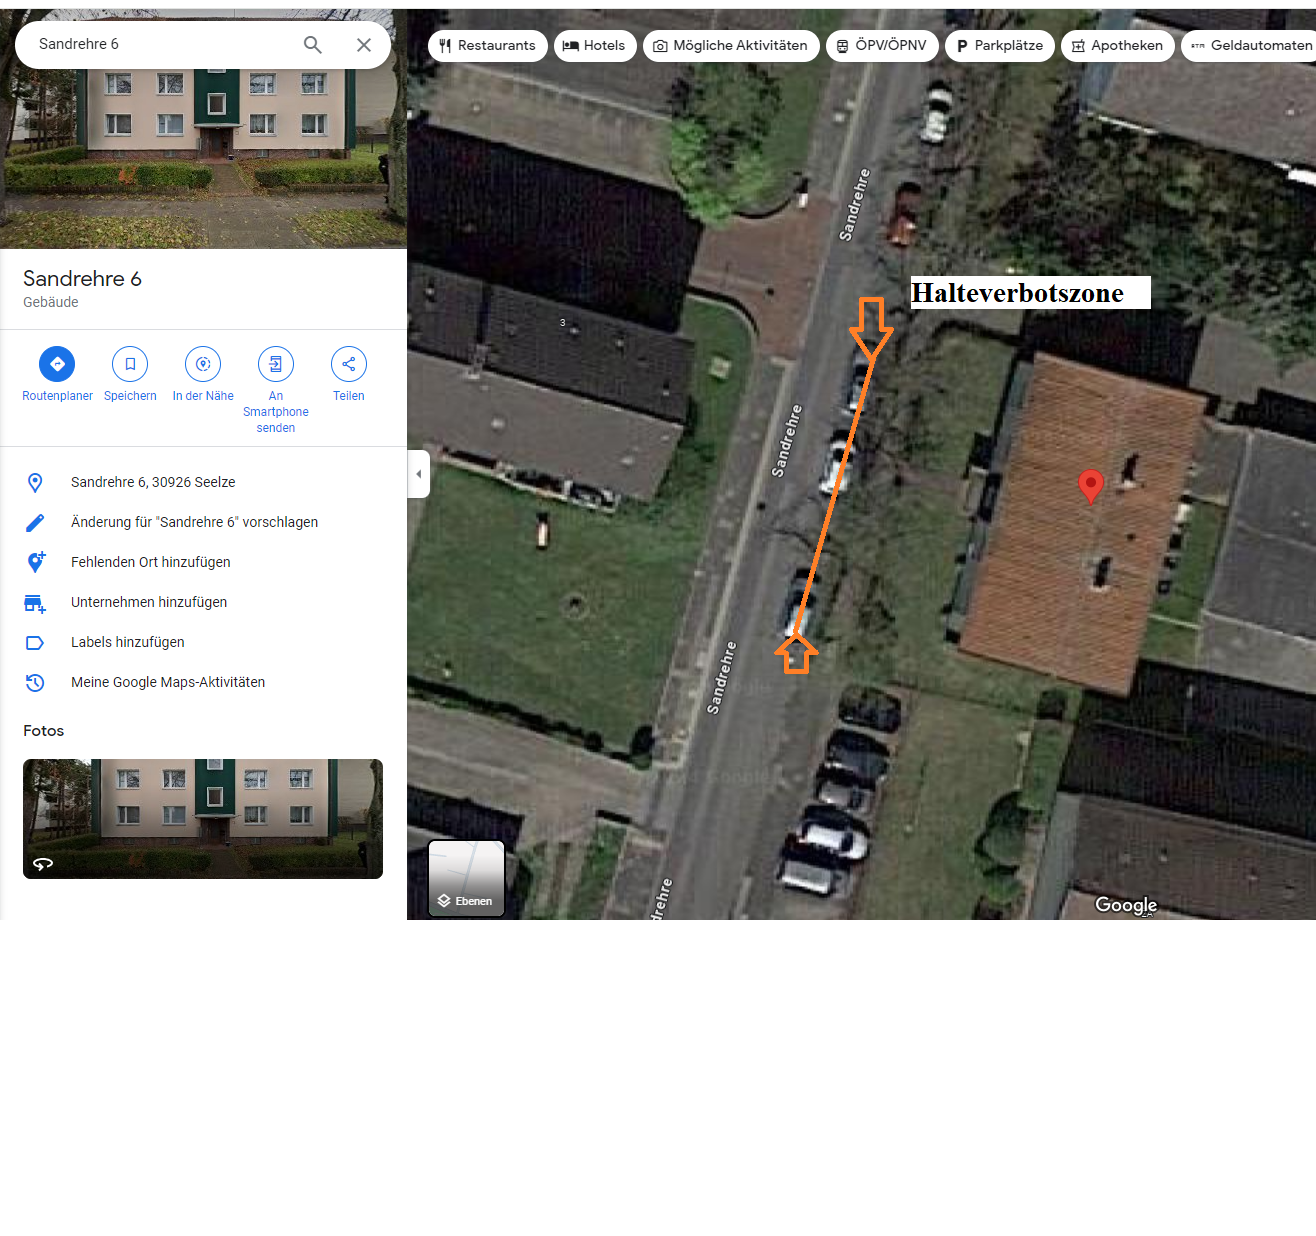 Sandrehre 6
Restaurants
Hotels
Mögliche Aktivitäten
ÖPV/ÖPNV
Parkplätze
Apotheken
Geldautomaten
Sandrehre 6
Gebäude
Routenplaner
Speichern
In der Nähe
An
Smartphone
senden
Teilen
Sandrehre 6, 30926 Seelze
Änderung für "Sandrehre 6" vorschlagen
Fehlenden Ort hinzufügen
Unternehmen hinzufügen
Labels hinzufügen
Meine Google Maps-Aktivitäten
Fotos
Sandrehre
Halteverbotszone
3
Sandrehre
Sandrehre
drehre
Ebenen
Google